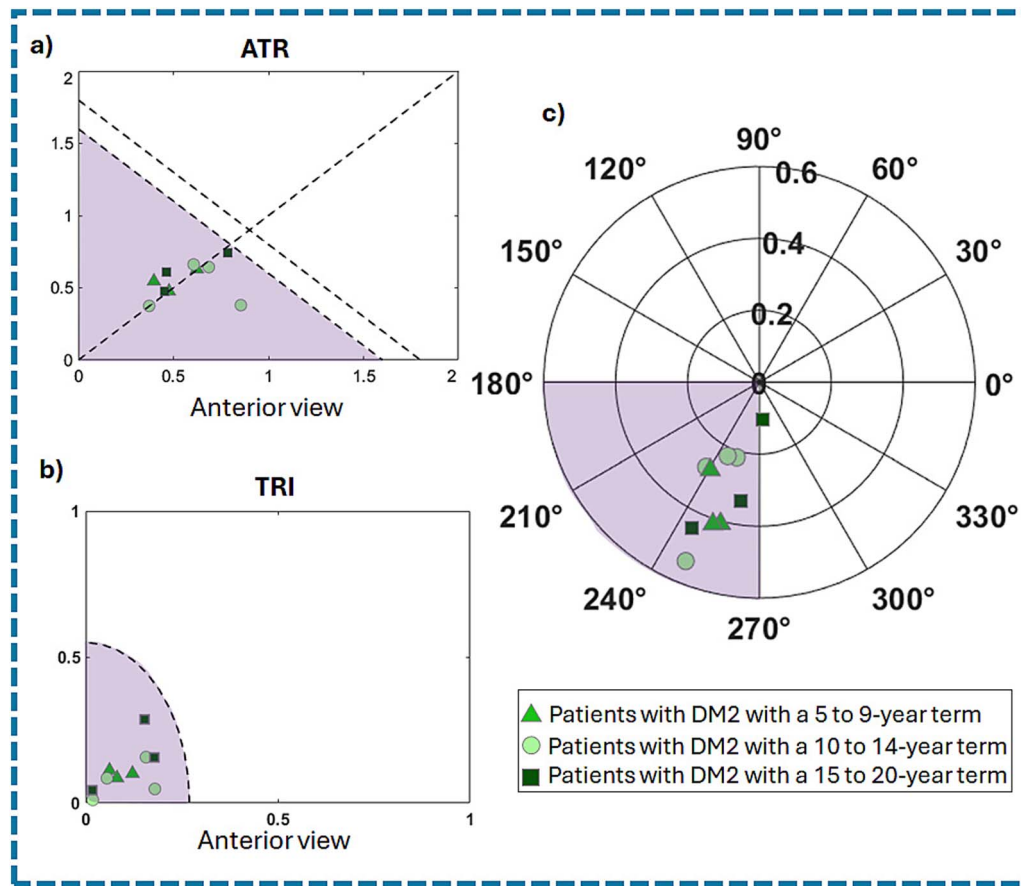 a)
ATR
2
1.5
1
0.5
0
0 0.5 1 1.5 2
Anterior view
b)
TRI
1
0.5
0
0 0.5 1
Anterior view
c)
90°
120° 0.6 60°
150° 0.4 30°
0.2
180° 0 0°
210° 330°
240° 300°
270°
Patients with DM2 with a 5 to 9-year term
Patients with DM2 with a 10 to 14-year term
Patients with DM2 with a 15 to 20-year term